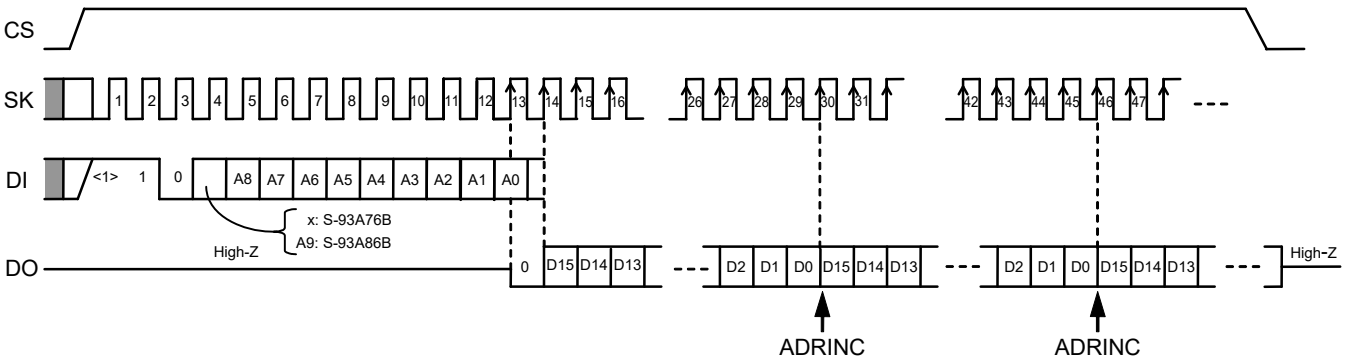 CS
SK 1 2 3 4 5 6 7 8 9 10 11 12 13 14 15 16 26 27 28 29 30 31 42 43 44 45 46 47
DI <1> 1 0 A8 A7 A6 A5 A4 A3 A2 A1 A0
x: S-93A76B
A9: S-93A86B
High-Z
DO 0 D15 D14 D13 D2 D1 D0 D15 D14 D13 D2 D1 D0 D15 D14 D13 High-Z
ADRINC ADRINC